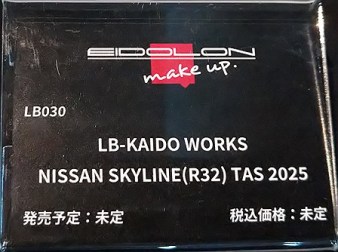 EIDOLON
make up.
LB030
LB-KAIDO WORKS
NISSAN SKYLINE(R32) TAS 2025
発売予定：未定 税込価格：未定